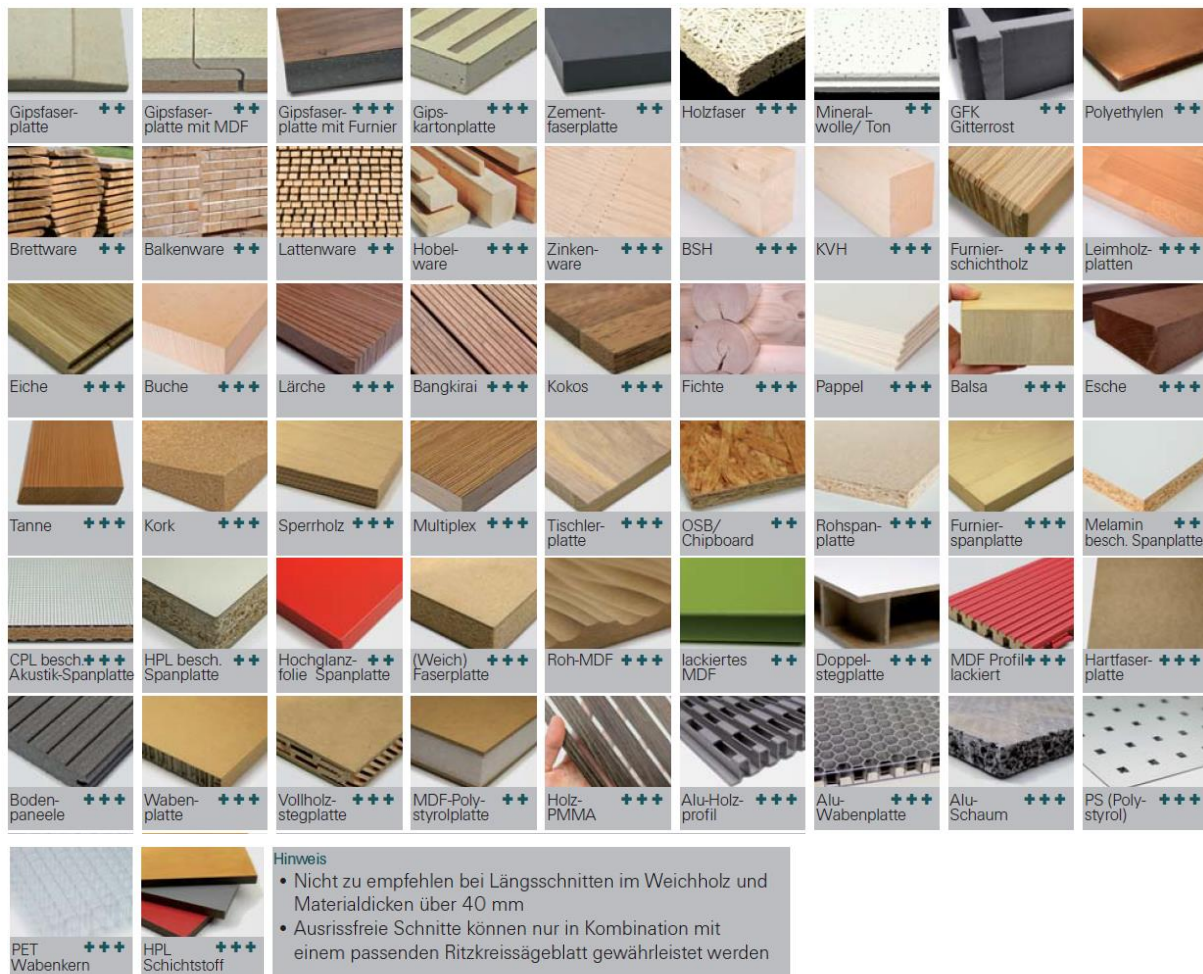 Gipsfaser- ++
platte
Gipsfaser- ++
platte mit MDF
Gipsfaser- +++
platte mit Furnier
Gips- +++
kartonplatte
Zement- ++
faserplatte
Holzfaser +++
Mineral- ++
wolle/ Ton
GFK ++
Gitterrost
Polyethylen ++
Brettware ++
Balkenware ++
Lattenware ++
Hobel- +++
ware
Zinken- +++
ware
BSH +++
KVH +++
Furnier- +++
schichtholz
Leimholz- +++
platten
Eiche +++
Buche +++
Lärche +++
Bangkirai +++
Kokos +++
Fichte +++
Pappel +++
Balsa +++
Esche +++
Tanne +++
Kork +++
Sperrholz +++
Multiplex +++
Tischler- +++
platte
OSB/ ++
Chipboard
Rohspan- +++
platte
Furnier- +++
spanplatte
Melamin ++
besch. Spanplatte
CPL besch. +++
Akustik-Spanplatte
HPL besch. ++
Spanplatte
Hochglanz- ++
folie Spanplatte
(Weich) +++
Faserplatte
Roh-MDF +++
lackiertes ++
MDF
Doppel- +++
stegplatte
MDF Profil +++
lackiert
Hartfaser- +++
platte
Boden- +++
paneele
Waben- +++
platte
Vollholz- +++
stegplatte
MDF-Poly- ++
styrolplatte
Holz- +++
PMMA
Alu-Holz- +++
profil
Alu- +++
Wabenplatte
Alu- +++
Schaum
PS (Poly- +++
styrol)
PET +++
Wabenkern
HPL +++
Schichtstoff
Hinweis
• Nicht zu empfehlen bei Längsschnitten im Weichholz und
Materialdicken über 40 mm
• Ausrissfreie Schnitte können nur in Kombination mit
einem passenden Ritzkreissägeblatt gewährleistet werden